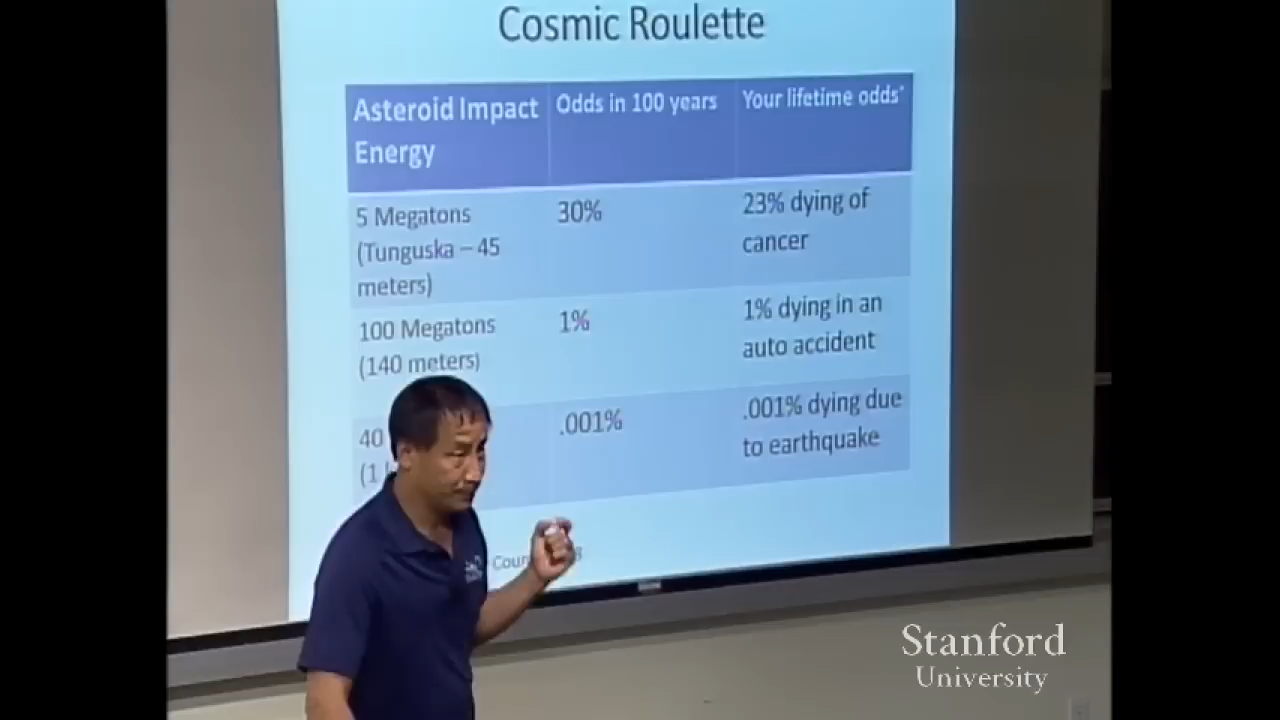 Cosmic Roulette
Asteroid Impact Energy
Odds in 100 years
Your lifetime odds*
5 Megatons
(Tunguska – 45
meters)
30%
23% dying of
cancer
100 Megatons
(140 meters)
1%
1% dying in an
auto accident
40
(1
.001%
.001% dying due
to earthquake
Stanford
University